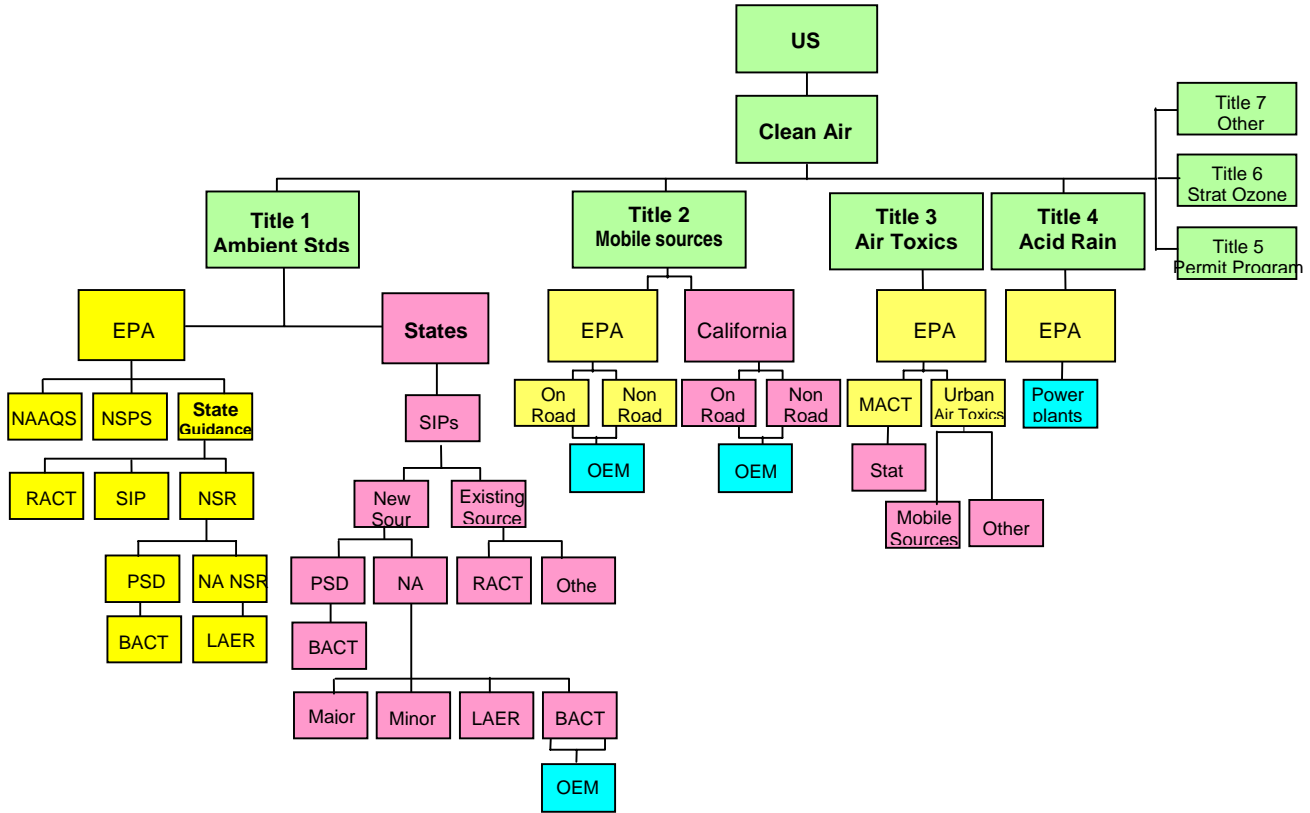 US
Clean Air
Title 7
Other
Title 6
Strat Ozone
Title 5
Permit Program
Title 1
Ambient Stds
Title 2
Mobile sources
Title 3
Air Toxics
Title 4
Acid Rain
EPA
States
EPA
California
EPA
EPA
NAAQS
NSPS
State
Guidance
SIPs
On
Road
Non
Road
On
Road
Non
Road
MACT
Urban
Air Toxics
Power
plants
RACT
SIP
NSR
OEM
OEM
Stat
New
Sour
Existing
Source
Mobile
Sources
Other
PSD
NA NSR
PSD
NA
RACT
Othe
BACT
LAER
BACT
Major
Minor
LAER
BACT
OEM